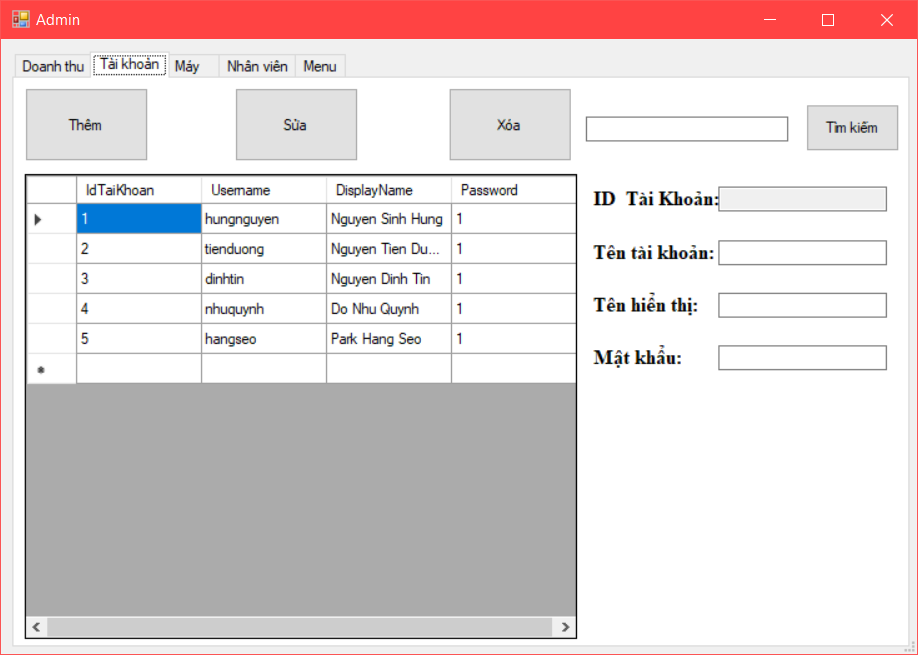 Admin
Doanh thu Tài khoản Máy Nhân viên Menu
Thêm Sửa Xóa Tìm kiếm
IdTaiKhoan Username DisplayName Password
1 hungnguyen Nguyen Sinh Hung 1
2 tienduong Nguyen Tien Du... 1
3 dinhtin Nguyen Dinh Tin 1
4 nhuquynh Do Nhu Quynh 1
5 hangseo Park Hang Seo 1
ID Tài Khoản:
Tên tài khoản:
Tên hiển thị:
Mật khẩu: